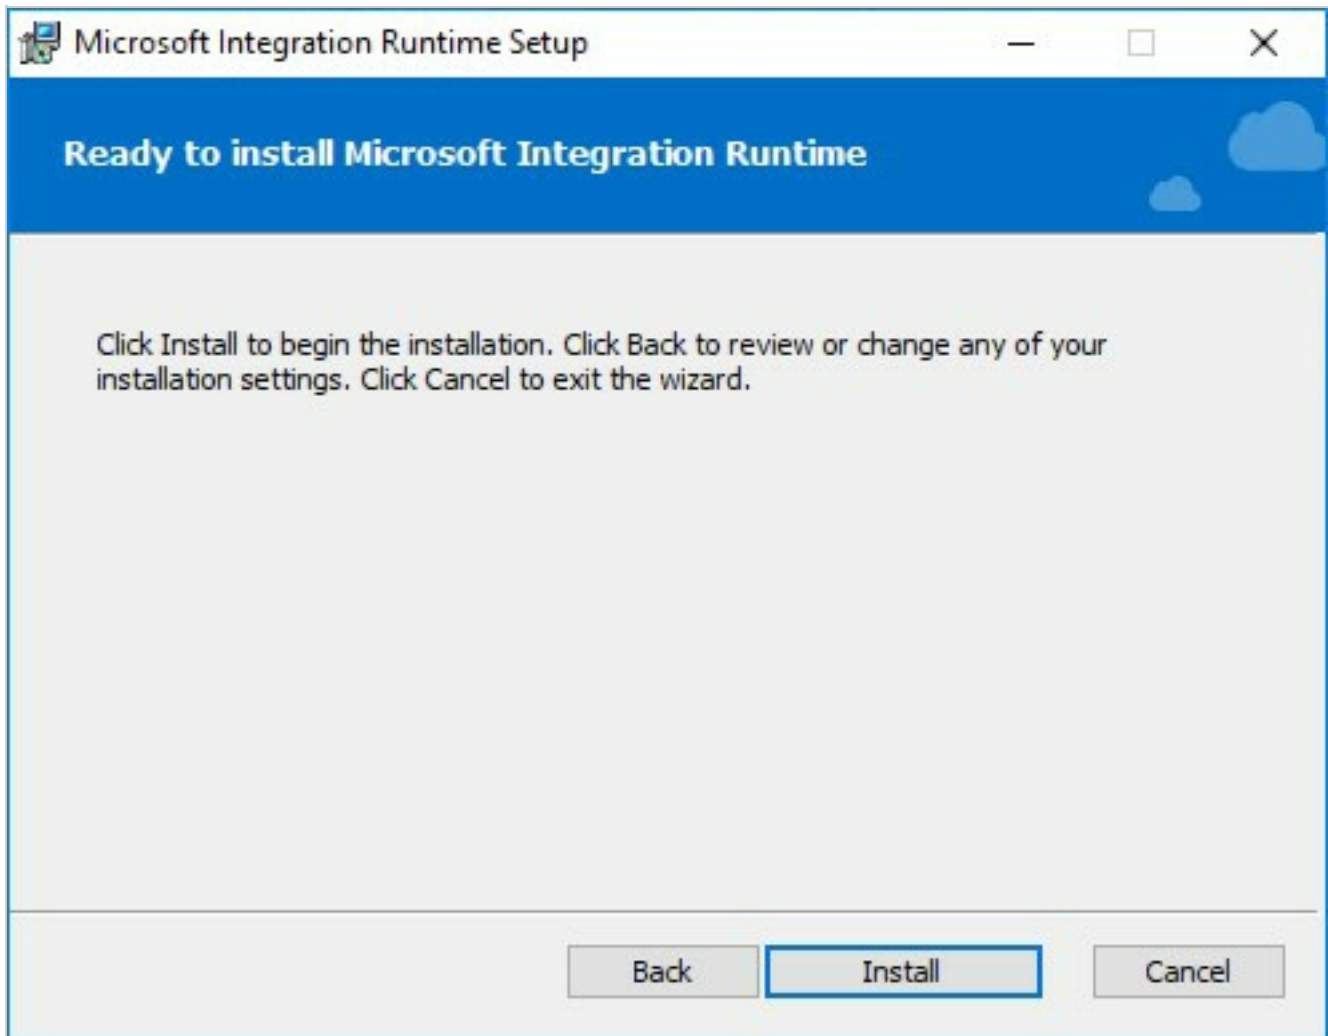 Microsoft Integration Runtime Setup
Ready to install Microsoft Integration Runtime
Click Install to begin the installation. Click Back to review or change any of your
installation settings. Click Cancel to exit the wizard.
Back Install Cancel